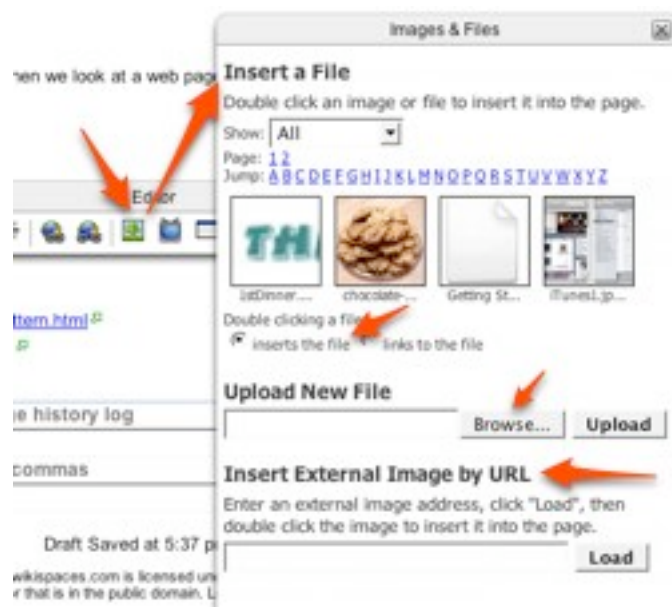 Images & Files
hen we look at a web page
Insert a File
Double click an image or file to insert it into the page.
Show: All
Page: 1 2
Jump: A B C D E F G H I J K L M N O P Q R S T U V W X Y Z
Editor
THI
1stDinner....
chocolate-...
Getting St...
iTunes1.jp...
Double clicking a file
inserts the file
links to the file
ttern.html
Upload New File
Browse...
Upload
e history log
Insert External Image by URL
commas
Enter an external image address, click "Load", then
double click the image to insert it into the page.
Load
Draft Saved at 5:37 p
wikispaces.com is licensed un
r that is in the public domain. L